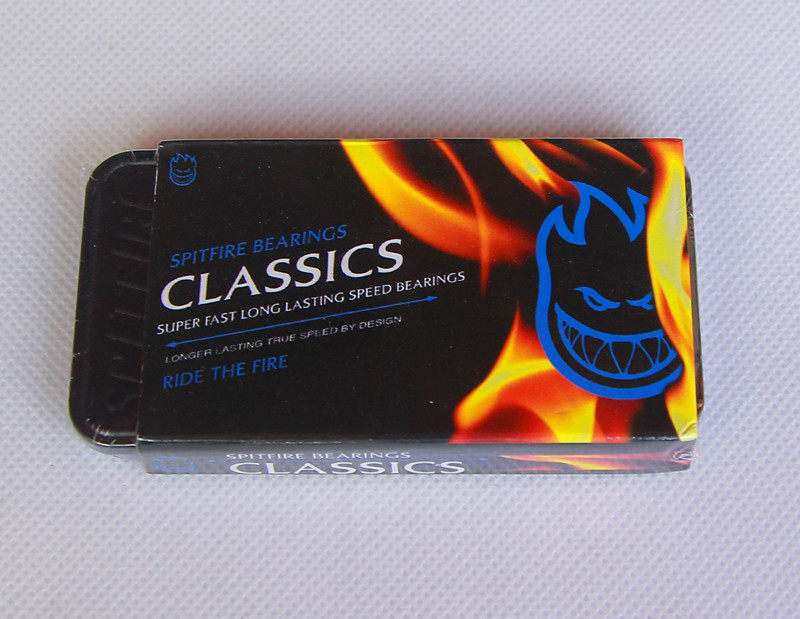 SPITFIRE BEARINGS
CLASSICS
SUPER FAST LONG LASTING SPEED BEARINGS
LONGER LASTING TRUE SPEED BY DESIGN
RIDE THE FIRE
SPITFIRE BEARINGS
CLASSICS